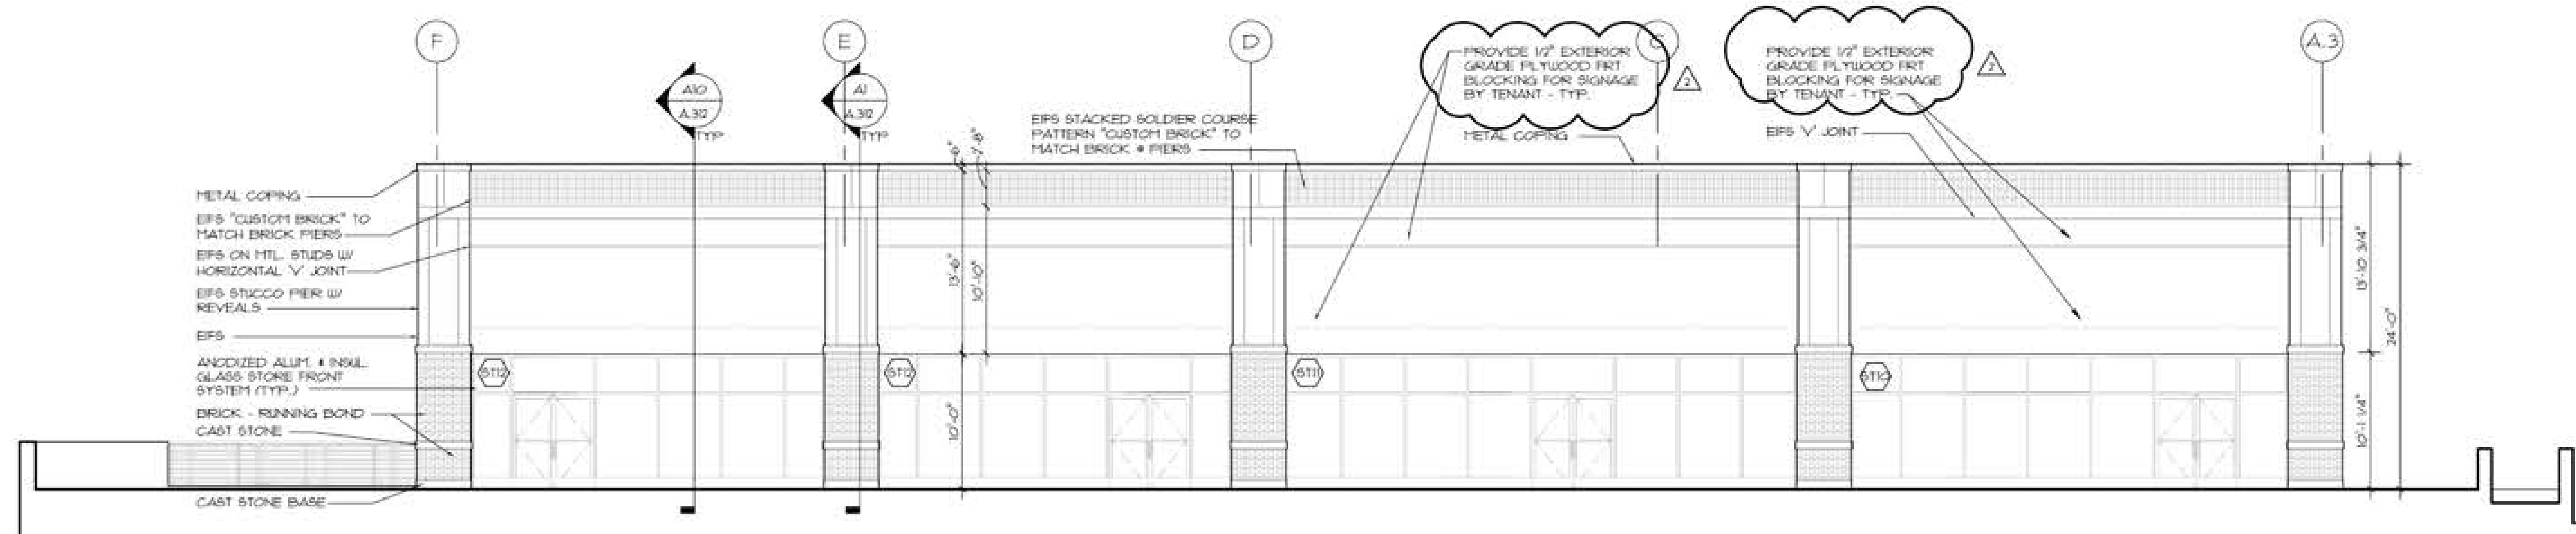 F
E
D
C
A.3
A10
A.312
TYP
A1
A.312
TYP
PROVIDE 1/2" EXTERIOR
GRADE PLYWOOD FRT
BLOCKING FOR SIGNAGE
BY TENANT - TYP.
2
PROVIDE 1/2" EXTERIOR
GRADE PLYWOOD FRT
BLOCKING FOR SIGNAGE
BY TENANT - TYP.
2
EIFS STACKED SOLDIER COURSE
PATTERN "CUSTOM BRICK" TO
MATCH BRICK @ PIERS
METAL COPING
EIFS 'V' JOINT
METAL COPING
EIFS "CUSTOM BRICK" TO
MATCH BRICK PIERS
EIFS ON MTL. STUDS W/
HORIZONTAL 'V' JOINT
EIFS STUCCO PIER W/
REVEALS
EIFS
ANODIZED ALUM. & INSUL.
GLASS STORE FRONT
SYSTEM (TYP.)
BRICK - RUNNING BOND
CAST STONE
CAST STONE BASE
13'-6"
10'-10"
10'-0"
13'-10 3/4"
24'-0"
10'-1 1/4"
ST12
ST12
ST11
ST10